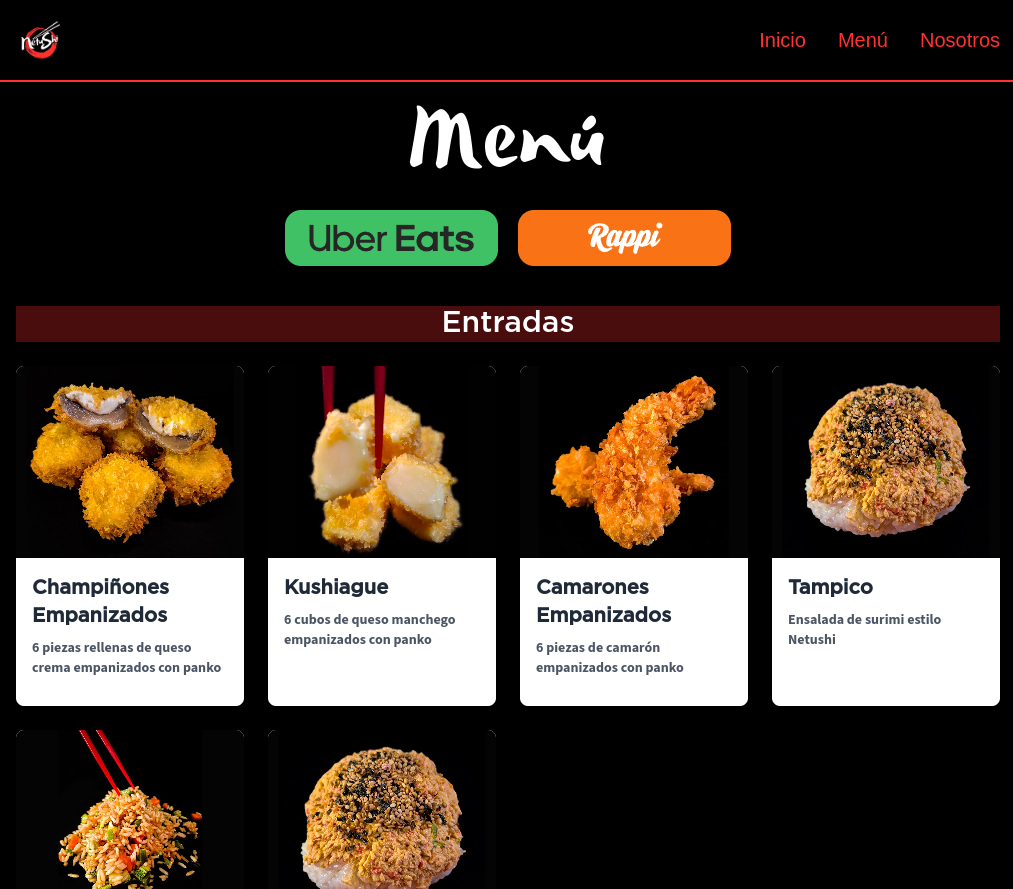 NetuShi
Inicio Menú Nosotros
Menú
Uber Eats Rappi
Entradas
Champiñones
Empanizados
6 piezas rellenas de queso
crema empanizados con panko
Kushiague
6 cubos de queso manchego
empanizados con panko
Camarones
Empanizados
6 piezas de camarón
empanizados con panko
Tampico
Ensalada de surimi estilo
Netushi